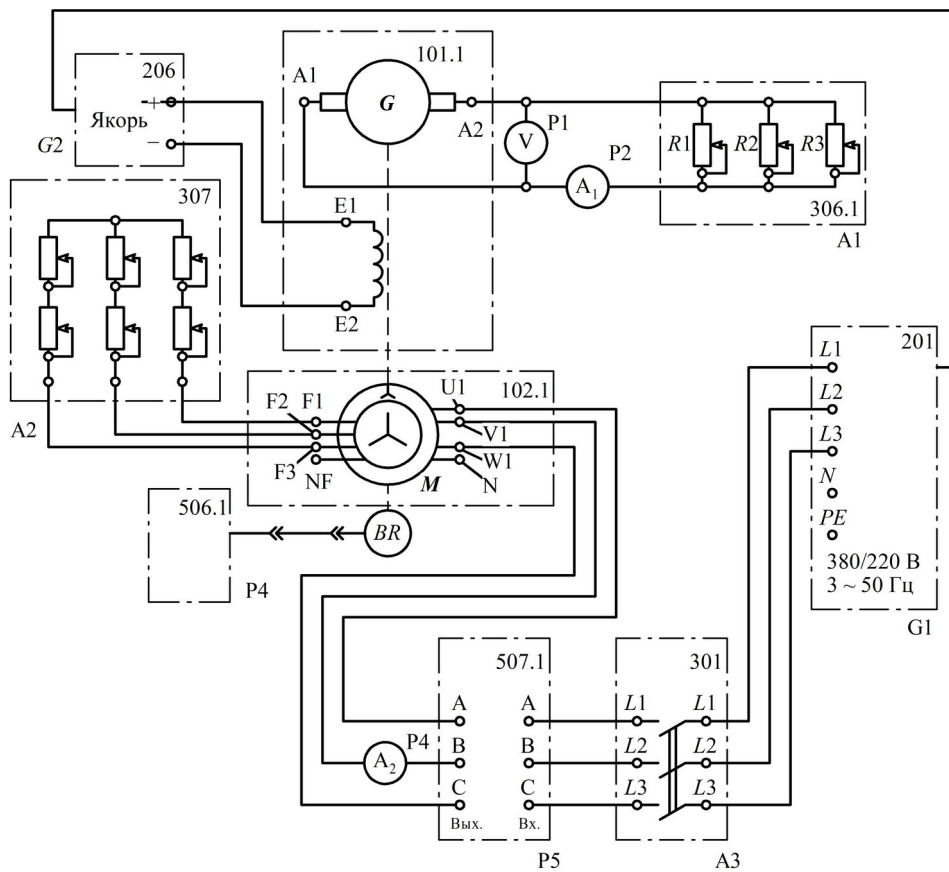 206
Якорь
+
−
G2
101.1
A1
G
A2
P1
V
P2
A1
R1
R2
R3
306.1
A1
307
E1
E2
A2
102.1
U1
F2
F1
V1
W1
F3
NF
M
N
201
L1
L2
L3
N
PE
380/220 В
3 ~ 50 Гц
G1
506.1
BR
P4
507.1
301
A
A
L1
L1
P4
A2
B
B
L2
L2
C
C
L3
L3
Вых.
Вх.
P5
A3